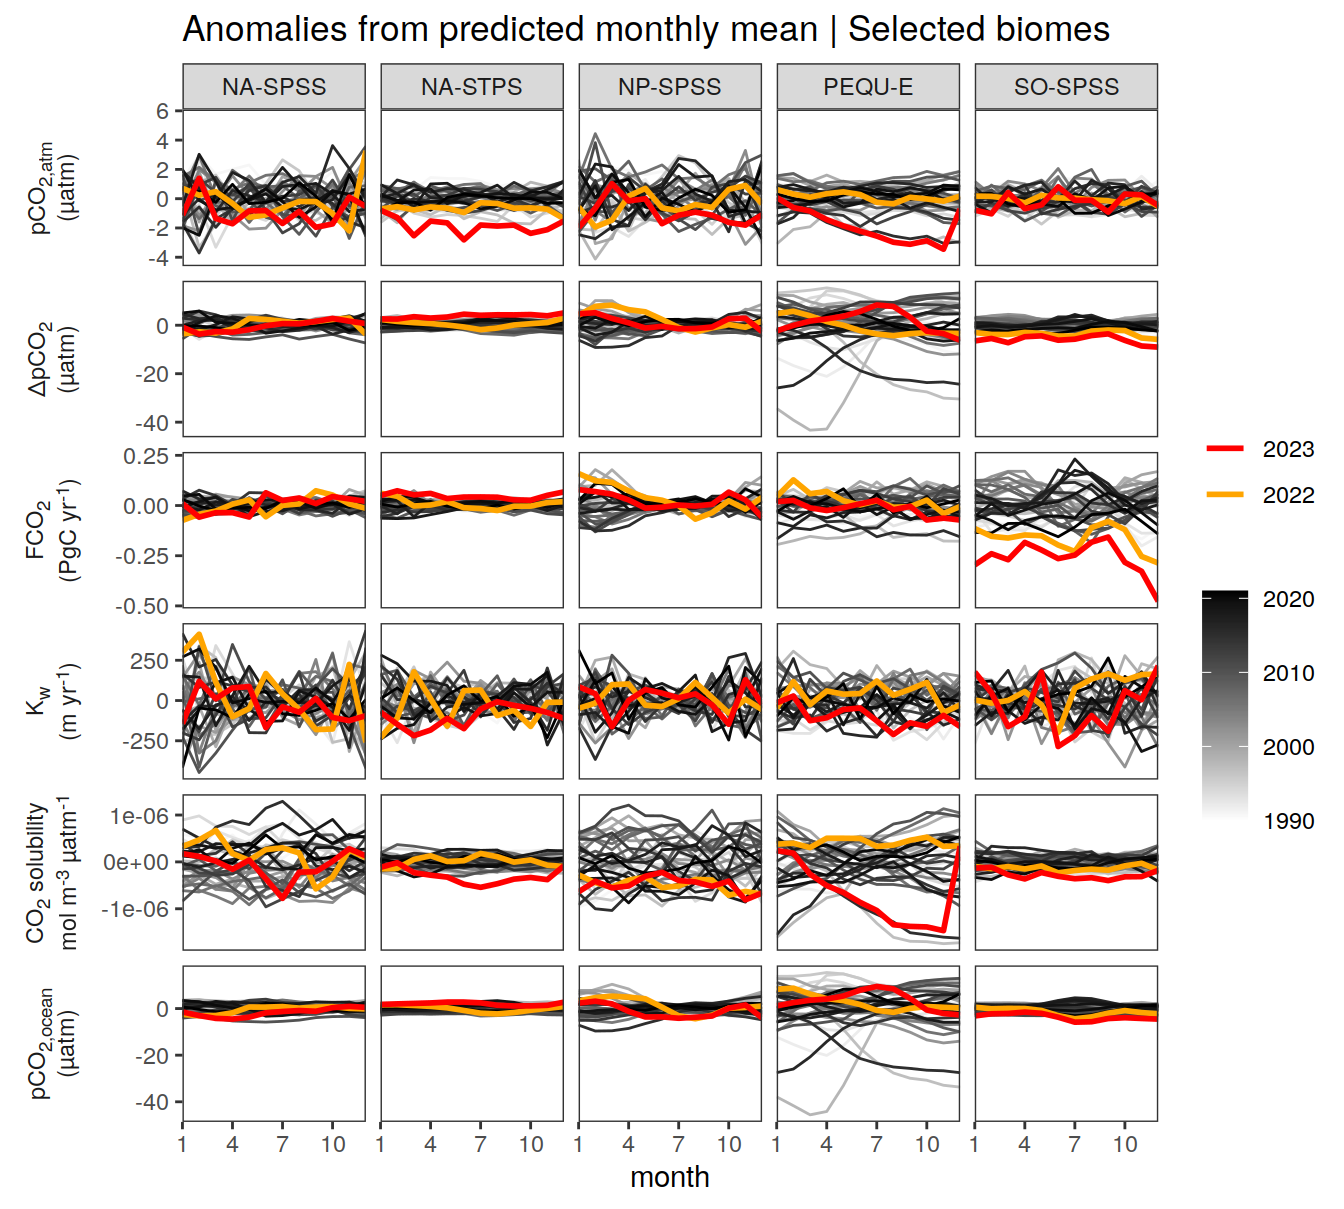 Anomalies from predicted monthly mean | Selected biomes
NA-SPSS NA-STPS NP-SPSS PEQU-E SO-SPSS
pCO2,atm
(µatm)
6
4
2
0
-2
-4
ΔpCO2
(µatm)
0
-20
-40
FCO2
(PgC yr-1)
0.25
0.00
-0.25
-0.50
Kw
(m yr-1)
250
0
-250
CO2 solubility
mol m-3 µatm-1
1e-06
0e+00
-1e-06
pCO2,ocean
(µatm)
0
-20
-40
1 4 7 10 1 4 7 10 1 4 7 10 1 4 7 10 1 4 7 10
month
2023
2022
2020
2010
2000
1990